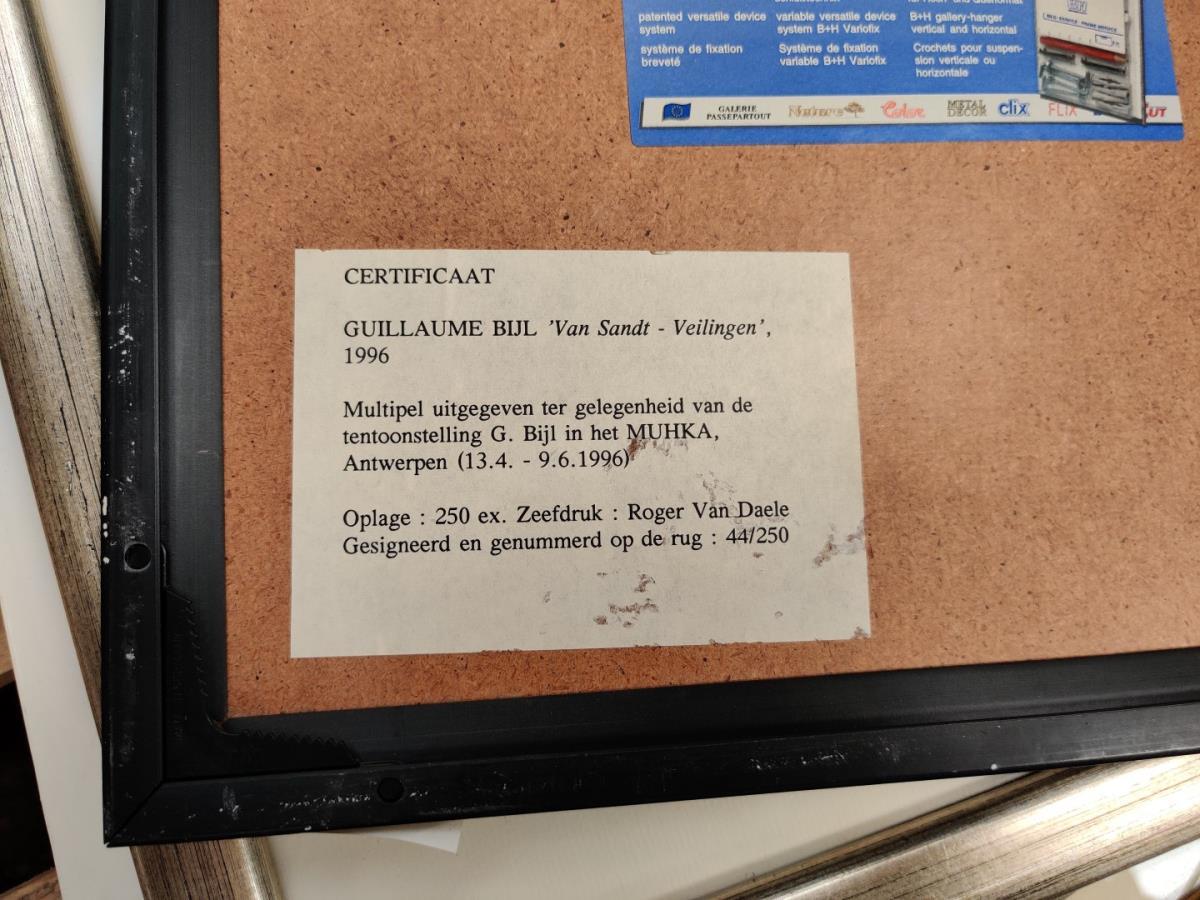 patented versatile device variable versatile device B+H gallery-hanger
system system B+H Variofix vertical and horizontal
système de fixation Système de fixation Crochets pour suspen-
breveté variable B+H Variofix sion verticale ou
horizontale
GALERIE
PASSEPARTOUT
METAL
DECOR
clix
FLIX
CERTIFICAAT
GUILLAUME BIJL 'Van Sandt - Veilingen',
1996
Multipel uitgegeven ter gelegenheid van de
tentoonstelling G. Bijl in het MUHKA,
Antwerpen (13.4. - 9.6.1996)
Oplage : 250 ex. Zeefdruk : Roger Van Daele
Gesigneerd en genummerd op de rug : 44/250